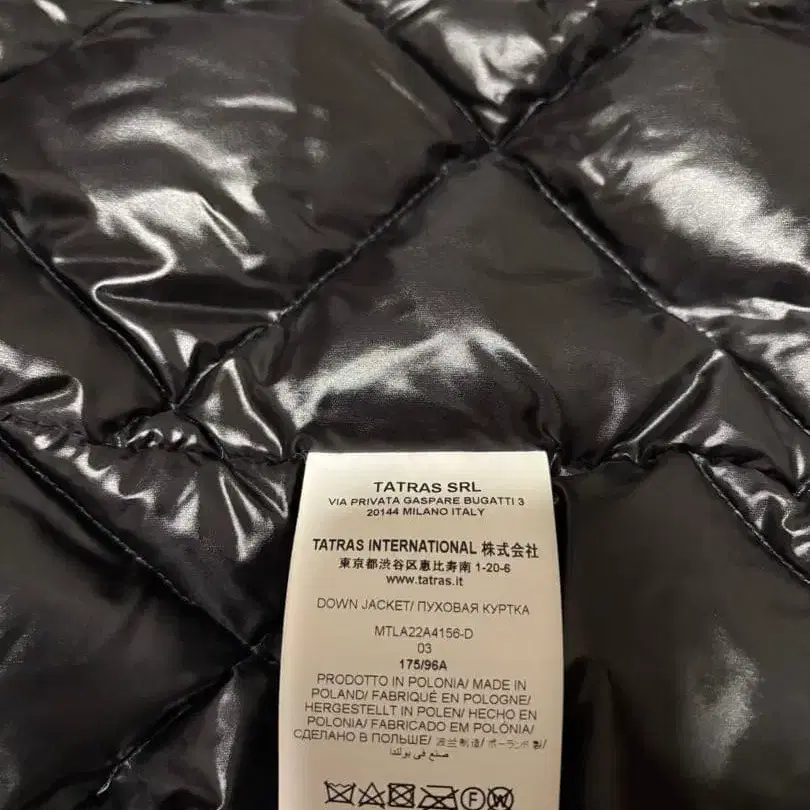 TATRAS SRL
VIA PRIVATA GASPARE BUGATTI 3
20144 MILANO ITALY
TATRAS INTERNATIONAL 株式会社
東京都渋谷区恵比寿南 1-20-6
www.tatras.it
DOWN JACKET/ ПУХОВАЯ КУРТКА
MTLA22A4156-D
03
175/96A
PRODOTTO IN POLONIA/ MADE IN
POLAND/ FABRIQUÉ EN POLOGNE/
HERGESTELLT IN POLEN/ HECHO EN
POLONIA/ FABRICADO EM POLÓNIA/
СДЕЛАНО В ПОЛЬШЕ/ 波兰制造/ ポーランド製/
صنع في بولندا